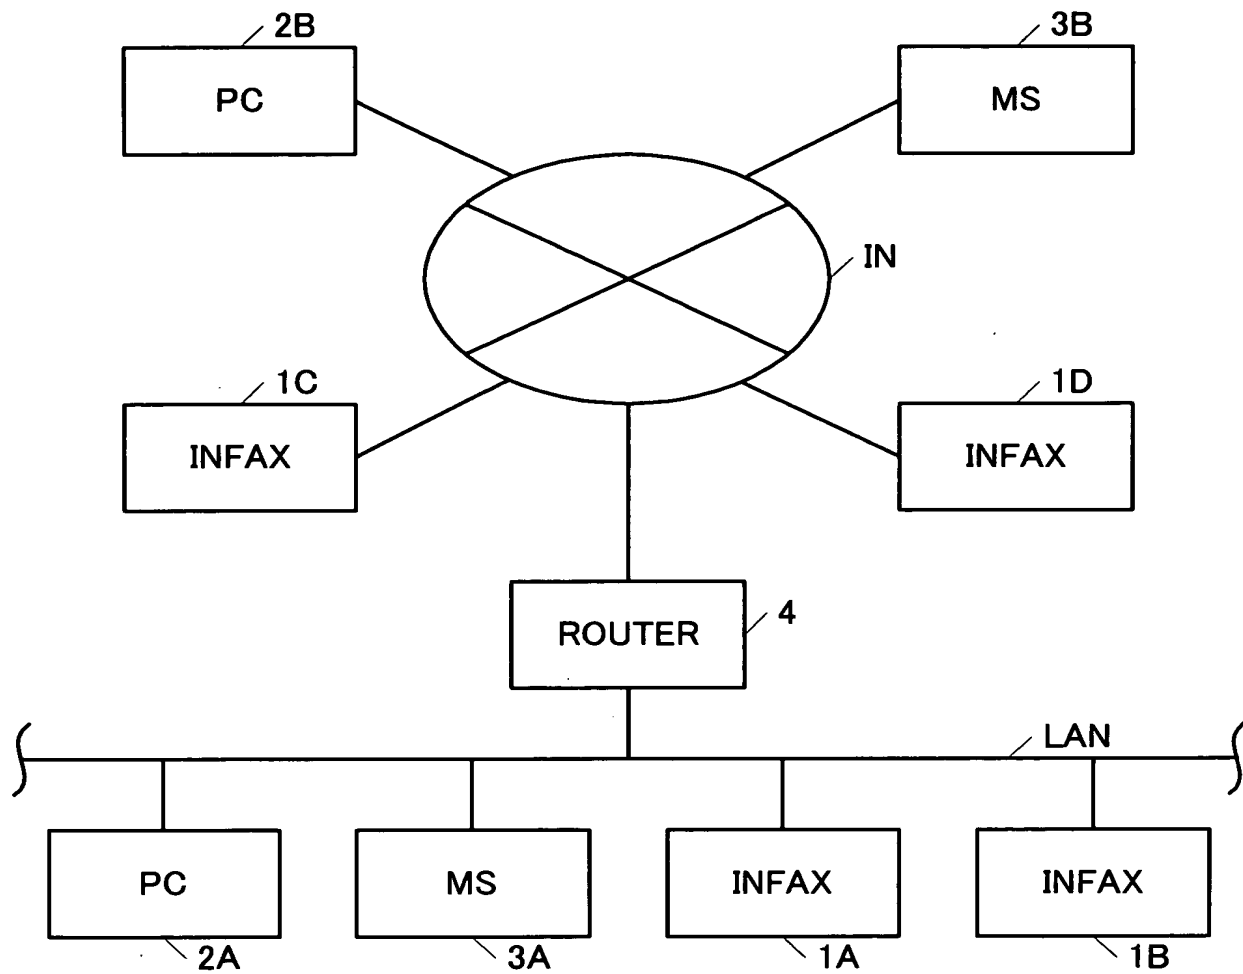 2B
3B
PC
MS
IN
1C
1D
INFAX
INFAX
4
ROUTER
LAN
PC
MS
INFAX
INFAX
2A
3A
1A
1B